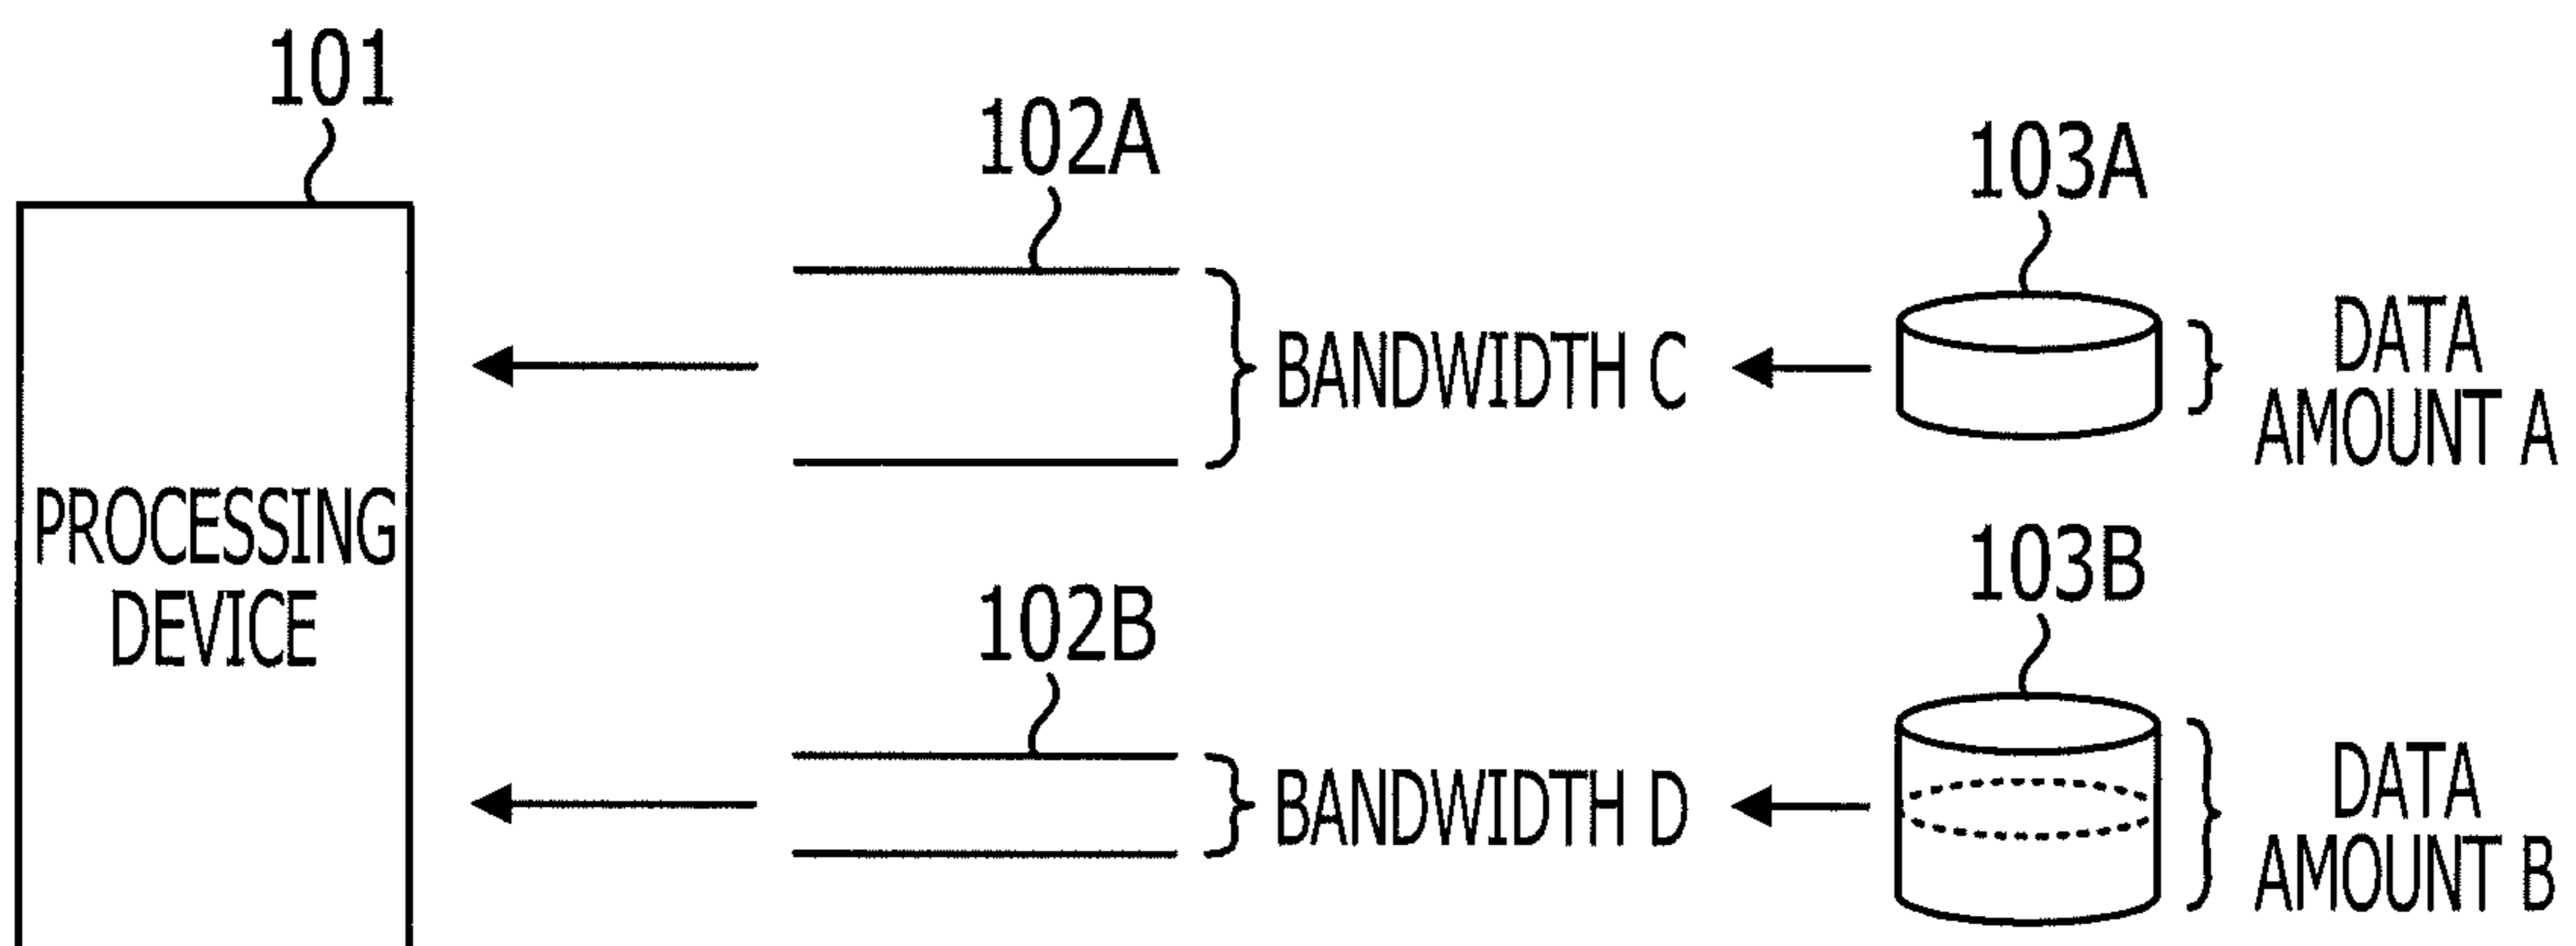 101
102A
103A
PROCESSING
DEVICE
BANDWIDTH C
DATA
AMOUNT A
102B
103B
BANDWIDTH D
DATA
AMOUNT B